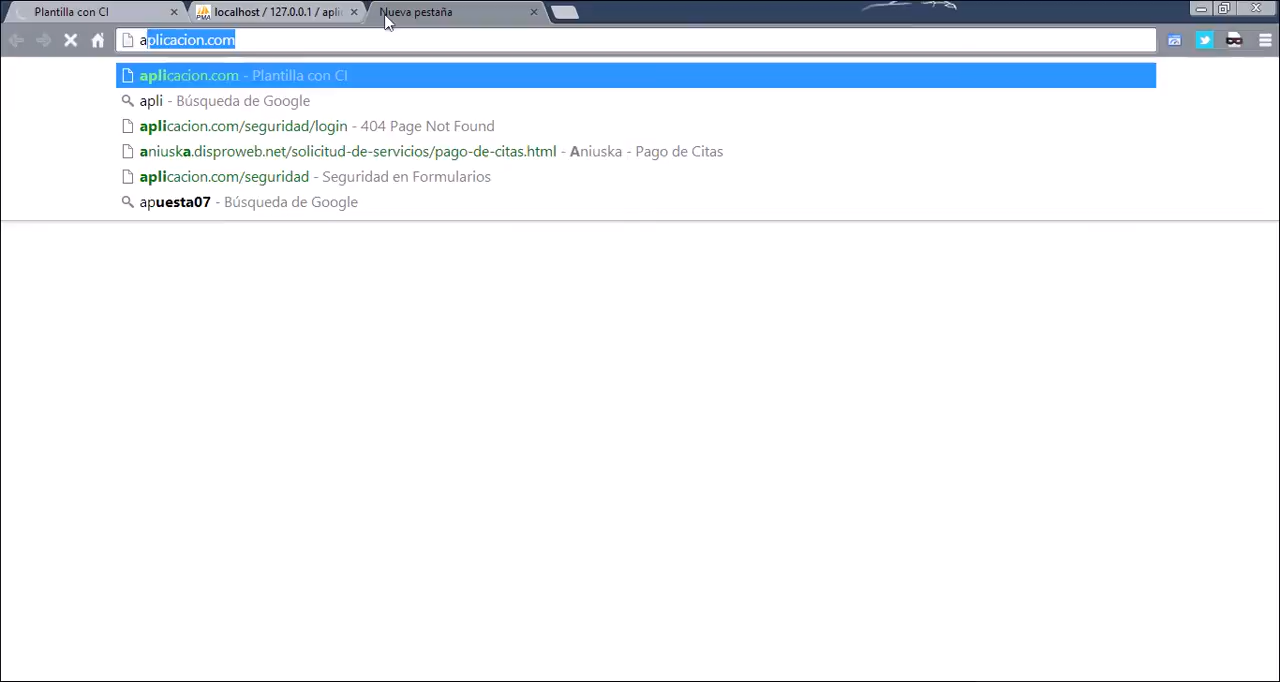 Plantilla con CI
localhost / 127.0.0.1 / apli
Nueva pestaña
aplicacion.com
aplicacion.com - Plantilla con CI
apli - Búsqueda de Google
aplicacion.com/seguridad/login - 404 Page Not Found
aniuska.disproweb.net/solicitud-de-servicios/pago-de-citas.html - Aniuska - Pago de Citas
aplicacion.com/seguridad - Seguridad en Formularios
apuesta07 - Búsqueda de Google
PMA